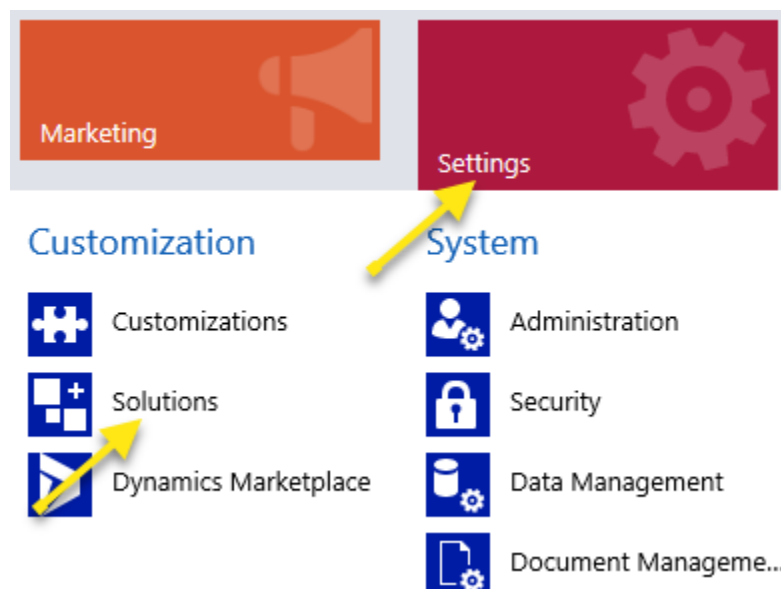 Marketing
Settings
Customization
System
Customizations
Administration
Solutions
Security
Dynamics Marketplace
Data Management
Document Manageme...